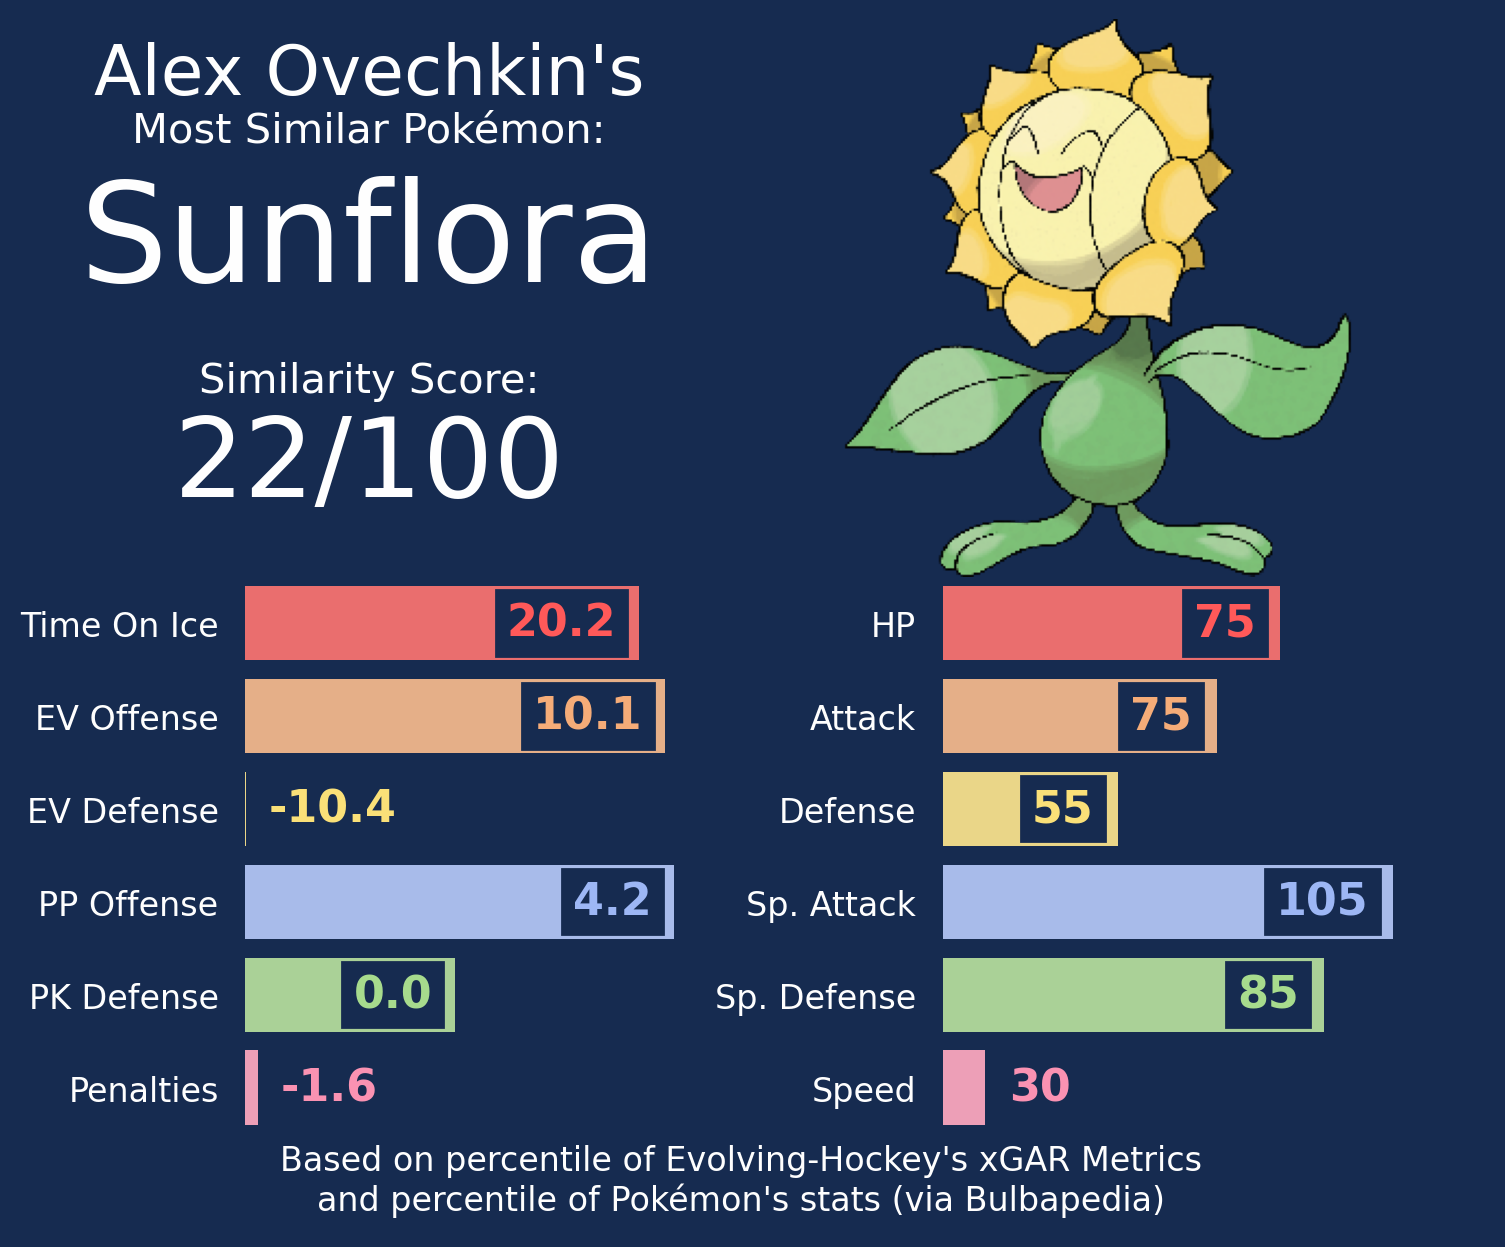 Alex Ovechkin's
Most Similar Pokémon:
Sunflora
Similarity Score:
22/100
Time On Ice 20.2
EV Offense 10.1
EV Defense -10.4
PP Offense 4.2
PK Defense 0.0
Penalties -1.6
HP 75
Attack 75
Defense 55
Sp. Attack 105
Sp. Defense 85
Speed 30
Based on percentile of Evolving-Hockey's xGAR Metrics
and percentile of Pokémon's stats (via Bulbapedia)